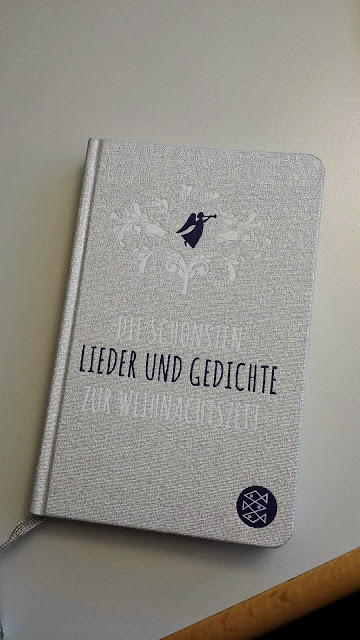 DIE SCHÖNSTEN
LIEDER UND GEDICHTE
ZUR WEIHNACHTSZEIT